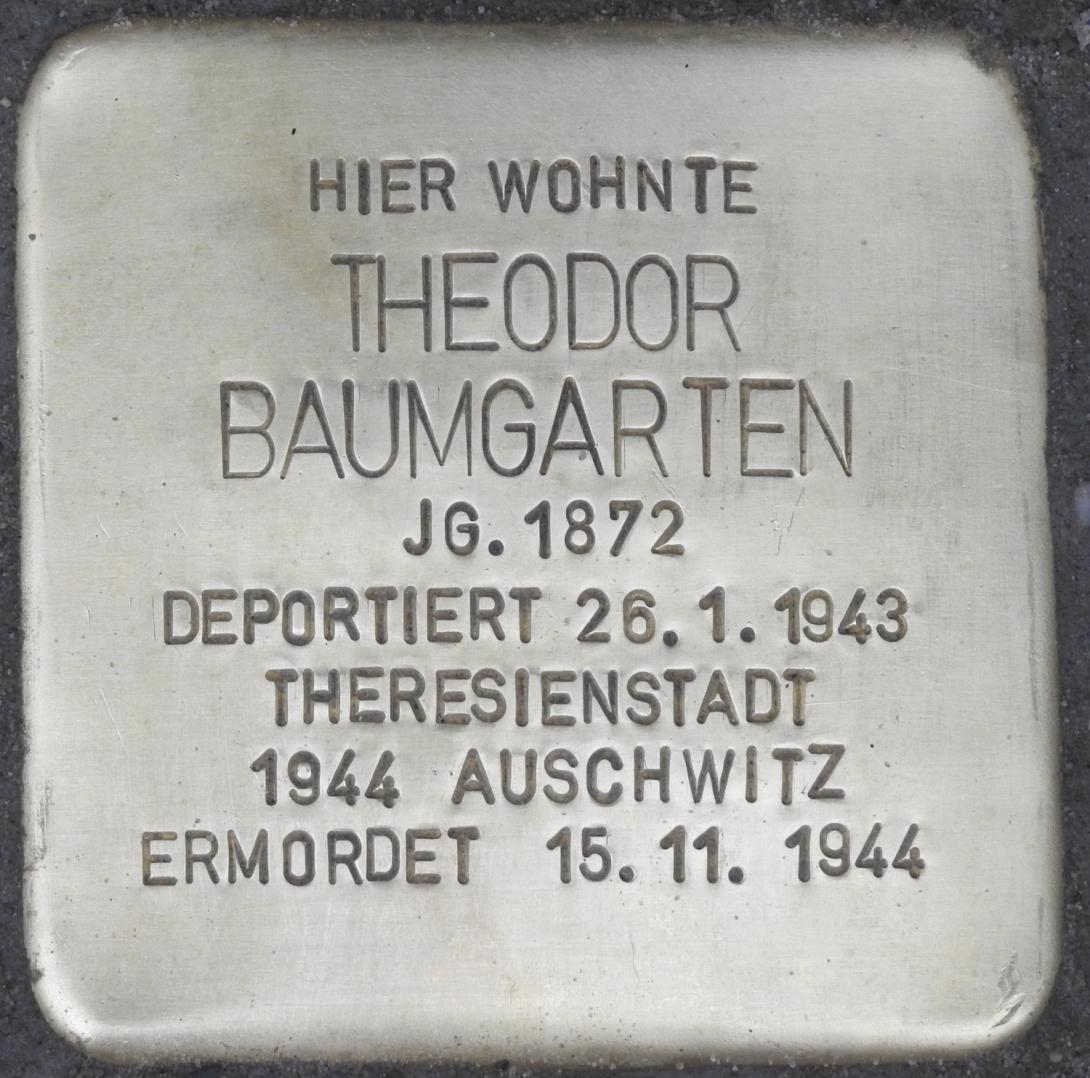 HIER WOHNTE
THEODOR
BAUMGARTEN
JG. 1872
DEPORTIERT 26.1.1943
THERESIENSTADT
1944 AUSCHWITZ
ERMORDET 15.11.1944